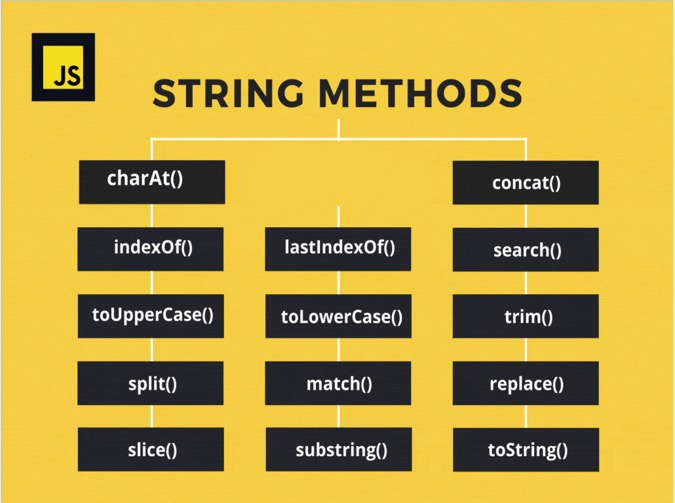 JS
STRING METHODS
charAt()
concat()
indexOf()
lastIndexOf()
search()
toUpperCase()
toLowerCase()
trim()
split()
match()
replace()
slice()
substring()
toString()